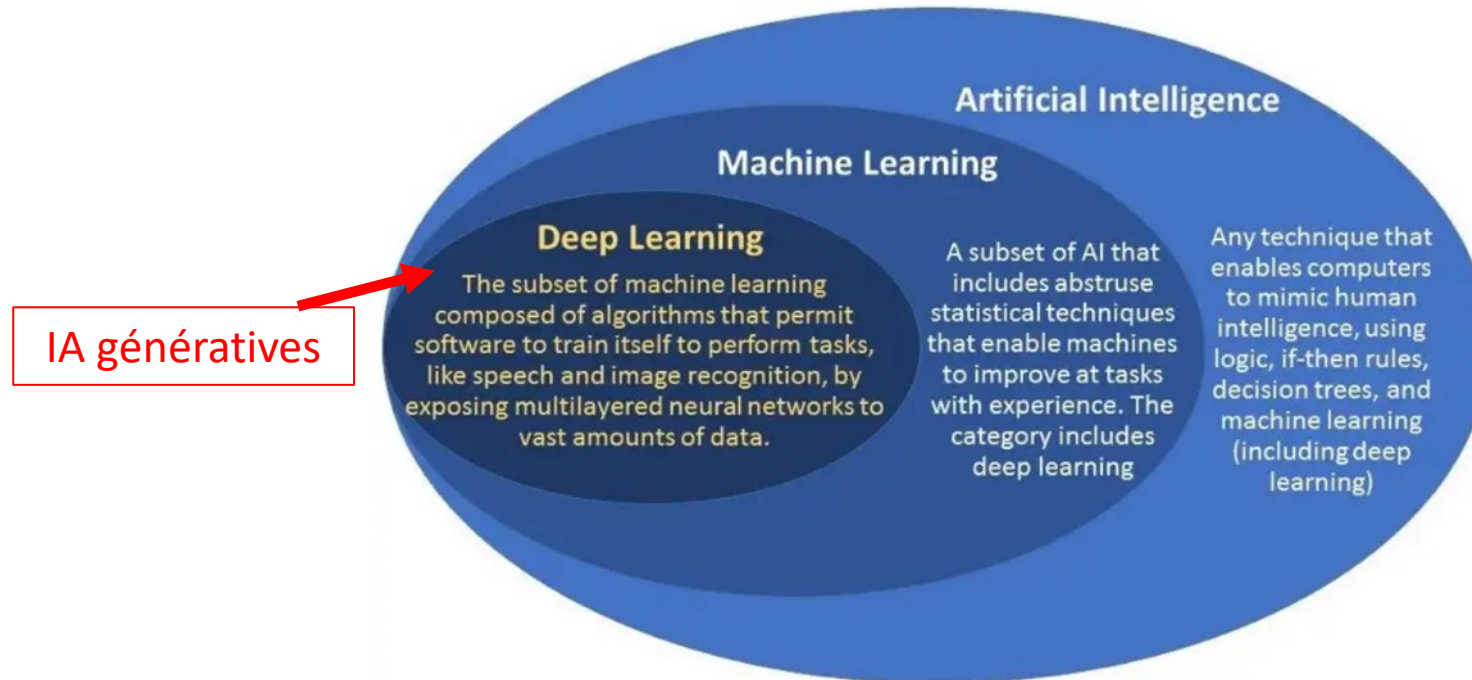 Artificial Intelligence
Machine Learning
Deep Learning
The subset of machine learning
composed of algorithms that permit
software to train itself to perform tasks,
like speech and image recognition, by
exposing multilayered neural networks to
vast amounts of data.
A subset of AI that
includes abstruse
statistical techniques
that enable machines
to improve at tasks
with experience. The
category includes
deep learning
Any technique that
enables computers
to mimic human
intelligence, using
logic, if-then rules,
decision trees, and
machine learning
(including deep
learning)
IA génératives